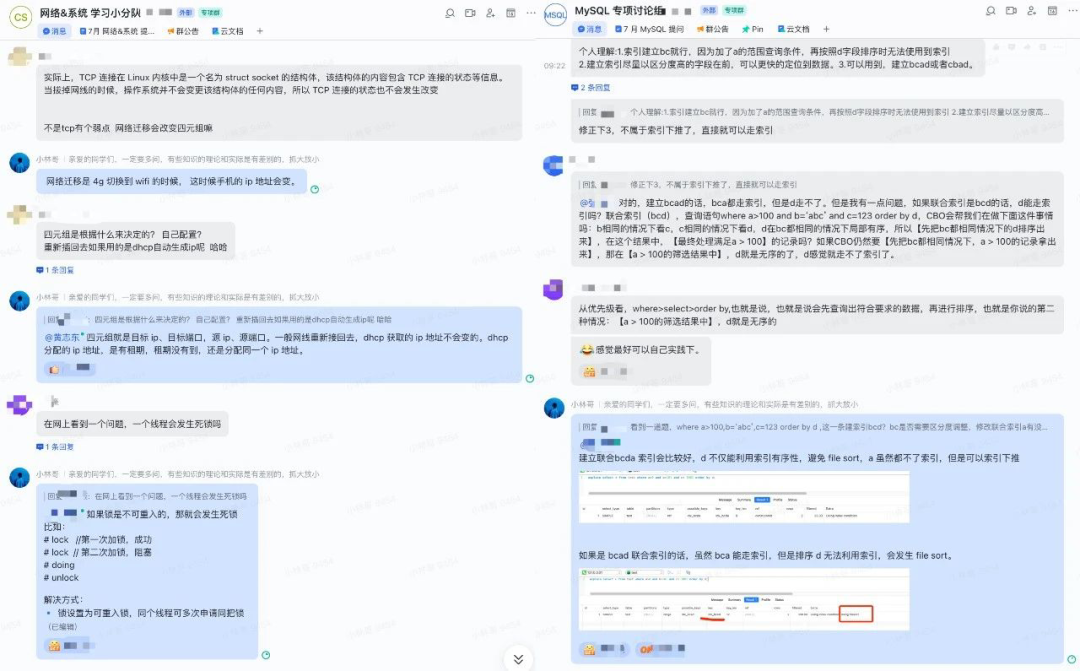 CS
网络&系统 学习小分队
外部
专项群
消息
7月 网络&系统 提...
群公告
云文档
实际上，TCP 连接在 Linux 内核中是一个名为 struct socket 的结构体，该结构体的内容包含 TCP 连接的状态等信息。
当拔掉网线的时候，操作系统并不会变更该结构体的任何内容，所以 TCP 连接的状态也不会发生改变
不是tcp有个弱点 网络迁移会改变四元组嘛
小林哥 | 亲爱的同学们，一定要多问，有些知识的理论和实际是有差别的，抓大放小
网络迁移是 4g 切换到 wifi 的时候， 这时候手机的 ip 地址会变。
四元组是根据什么来决定的？ 自己配置？
重新插回去如果用的是dhcp自动生成ip呢 哈哈
1 条回复
小林哥 | 亲爱的同学们，一定要多问，有些知识的理论和实际是有差别的，抓大放小
四元组是根据什么来决定的？ 自己配置？ 重新插回去如果用的是dhcp自动生成ip呢 哈哈
@黄志东 四元组就是目标 ip、目标端口，源 ip、源端口，一般网线重新接回去，dhcp 获取的 ip 地址不会变的，dhcp
分配的 ip 地址，是有租期，租期没有到，还是分配同一个 ip 地址。
在网上看到一个问题，一个线程会发生死锁吗
1 条回复
小林哥 | 亲爱的同学们，一定要多问，有些知识的理论和实际是有差别的，抓大放小
在网上看到一个问题，一个线程会发生死锁吗
如果锁是不可重入的，那就会发生死锁
比如：
# lock //第一次加锁，成功
# lock // 第二次加锁，阻塞
# doing
# unlock
解决方式：
• 锁设置为可重入锁，同个线程可多次申请同把锁
（已编辑）
MSQL
MySQL 专项讨论组
外部
专项群
消息
7 月 MySQL 提问
群公告
Pin
云文档
个人理解:1.索引建立bc就行，因为加了a的范围查询条件，再按照d字段排序时无法使用到索引
2.建立索引尽量以区分度高的字段在前，可以更快的定位到数据。3.可以用到，建立bcad或者cbad。
09:22
2 条回复
回复 个人理解:1.索引建立bc就行，因为加了a的范围查询条件，再按照d字段排序时无法使用到索引 2.建立索引尽量以区分度高...
修正下3，不属于索引下推了，直接就可以走索引
回复 修正下3，不属于索引下推了，直接就可以走索引
对的，建立bcad的话，bca都走索引，但是d走不了。但是我有一点问题，如果联合索引是bcd的话，d能走索
引吗？联合索引（bcd），查询语句where a>100 and b='abc' and c=123 order by d，CBO会帮我们在做下面这件事情
吗：b相同的情况下看c，c相同的情况下看d，d在bc都相同的情况下局部有序，所以【先把bc都相同情况下的d排序出
来】，在这个结果中，【最终处理满足a > 100】的记录吗？如果CBO仍然要【先把bc都相同情况下，a > 100的记录拿出
来】，那在【a > 100的筛选结果中】，d就是无序的了，d感觉就走不了索引了。
从优先级看，where>select>order by,也就是说，也就是说会先查询出符合要求的数据，再进行排序，也就是你说的第二
种情况：【a > 100的筛选结果中】，d就是无序的
感觉最好可以自己实践下。
小林哥 | 亲爱的同学们，一定要多问，有些知识的理论和实际是有差别的，抓大放小
回复 看到一道题，where a>100,b='abc',c=123 order by d ,这一条建索引bcd？bc是否需要区分度调整，修改联合索引a有没...
建立联合bcda 索引会比较好，d 不仅能利用索引有序性，避免 file sort，a 虽然都不了索引，但是可以索引下推
如果是 bcad 联合索引的话，虽然 bca 能走索引，但是排序 d 无法利用索引，会发生 file sort。